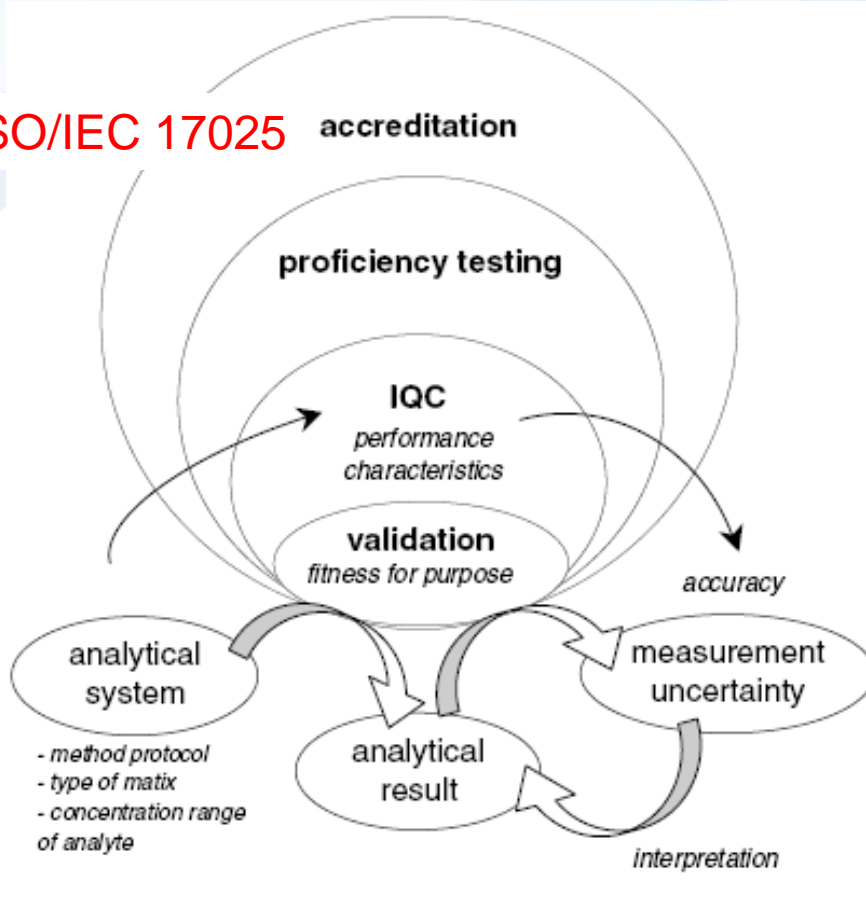 SO/IEC 17025
accreditation
proficiency testing
IQC
performance
characteristics
validation
fitness for purpose
accuracy
analytical
system
measurement
uncertainty
- method protocol
- type of matix
- concentration range
of analyte
analytical
result
interpretation